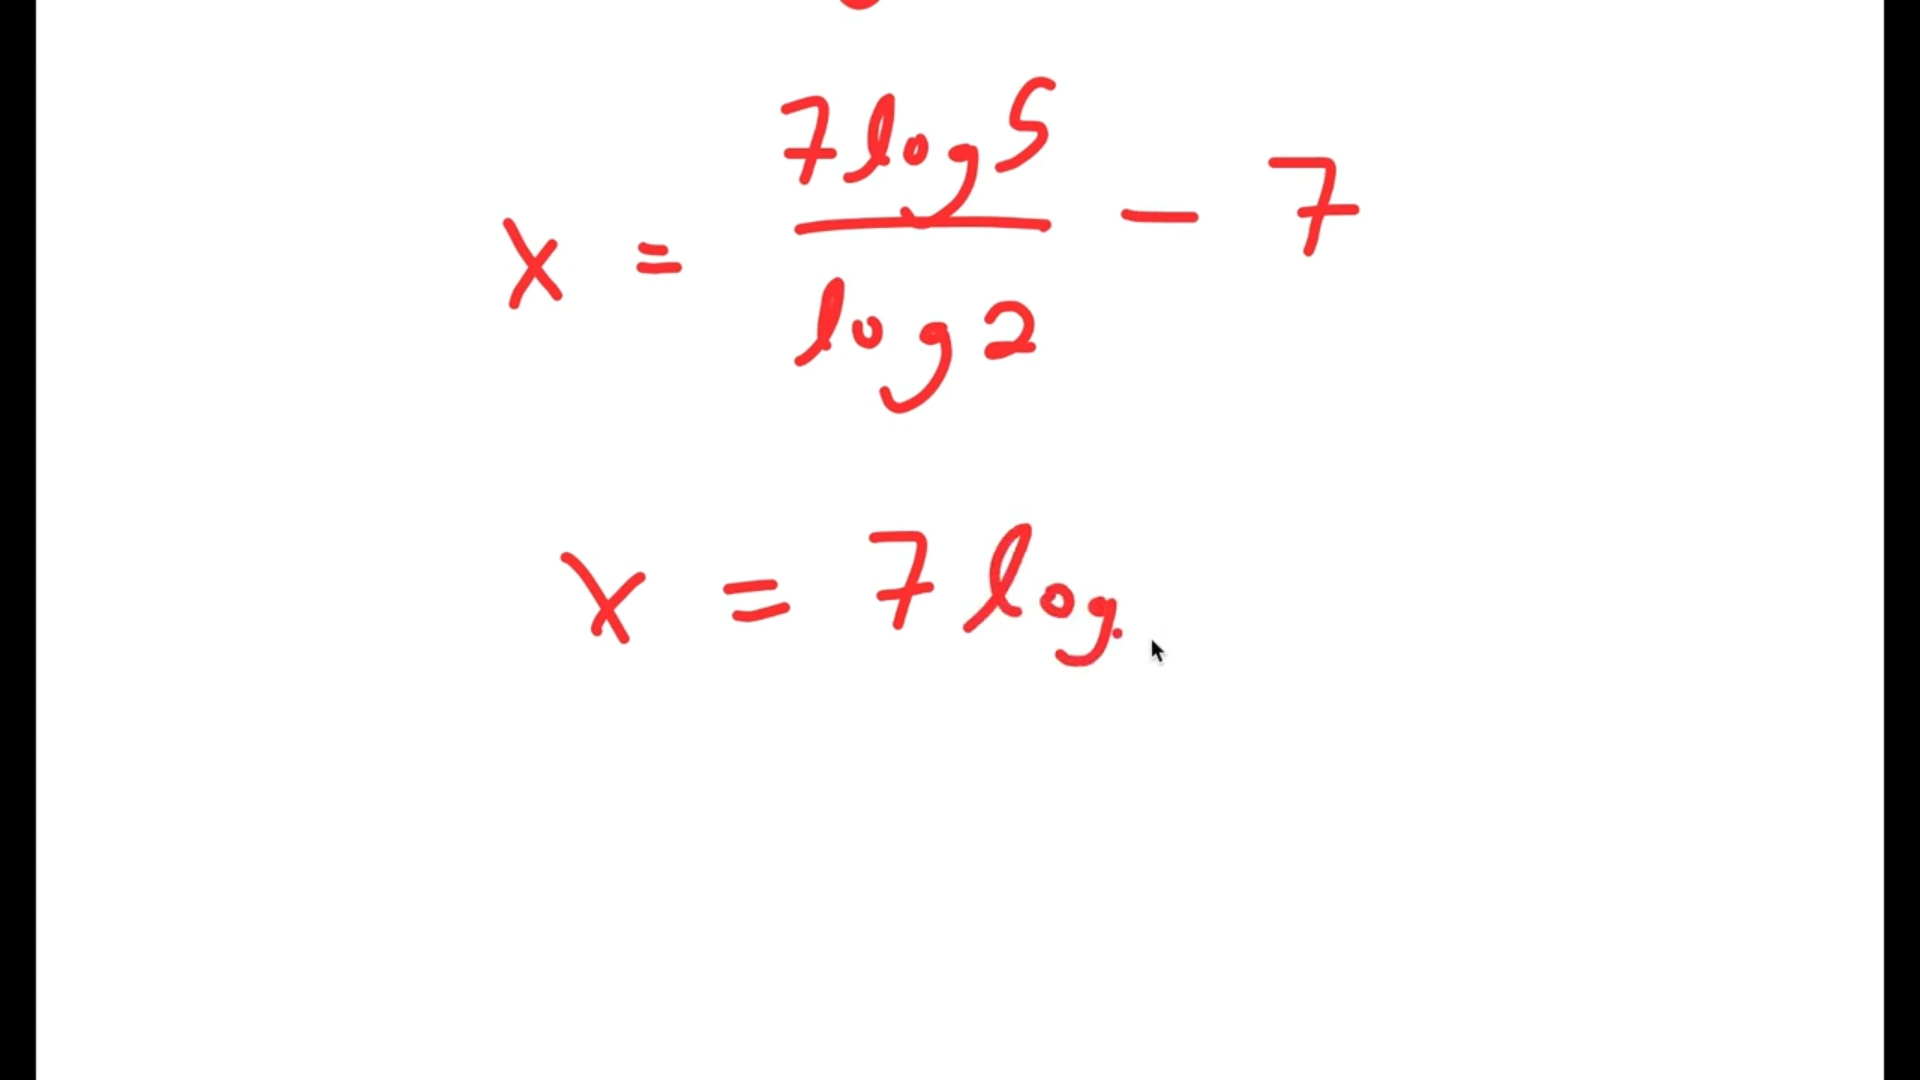 x = 7log5/log2 - 7
x = 7log.